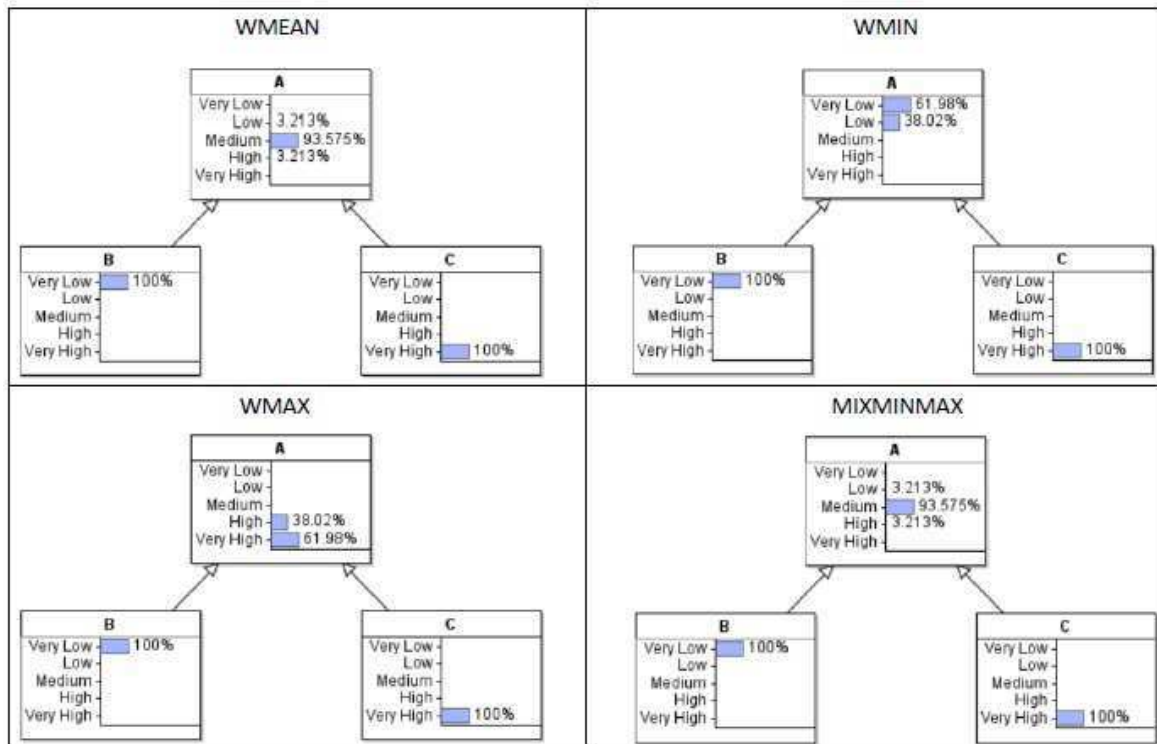 WMEAN
A
Very Low
Low 3.213%
Medium 93.575%
High 3.213%
Very High
B
Very Low 100%
Low
Medium
High
Very High
C
Very Low
Low
Medium
High
Very High 100%
WMIN
A
Very Low 61.98%
Low 38.02%
Medium
High
Very High
B
Very Low 100%
Low
Medium
High
Very High
C
Very Low
Low
Medium
High
Very High 100%
WMAX
A
Very Low
Low
Medium
High 38.02%
Very High 61.98%
B
Very Low 100%
Low
Medium
High
Very High
C
Very Low
Low
Medium
High
Very High 100%
MIXMINMAX
A
Very Low
Low 3.213%
Medium 93.575%
High 3.213%
Very High
B
Very Low 100%
Low
Medium
High
Very High
C
Very Low
Low
Medium
High
Very High 100%